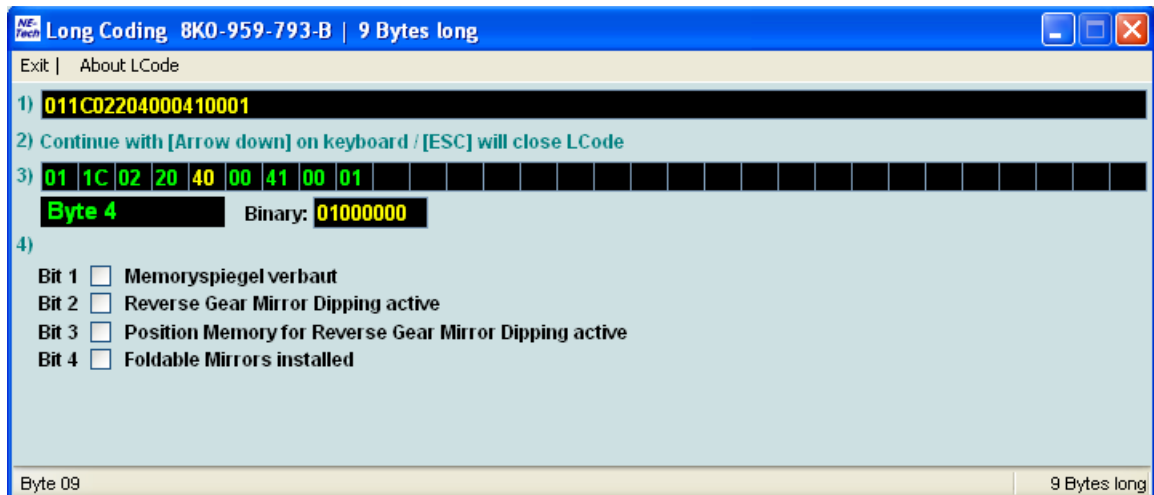 NE-Tech Long Coding 8K0-959-793-B | 9 Bytes long
Exit | About LCode
1) 011C02204000410001
2) Continue with [Arrow down] on keyboard / [ESC] will close LCode
3) 01 1C 02 20 40 00 41 00 01
Byte 4 Binary: 01000000
4)
Bit 1 Memoryspiegel verbaut
Bit 2 Reverse Gear Mirror Dipping active
Bit 3 Position Memory for Reverse Gear Mirror Dipping active
Bit 4 Foldable Mirrors installed
Byte 09 9 Bytes long